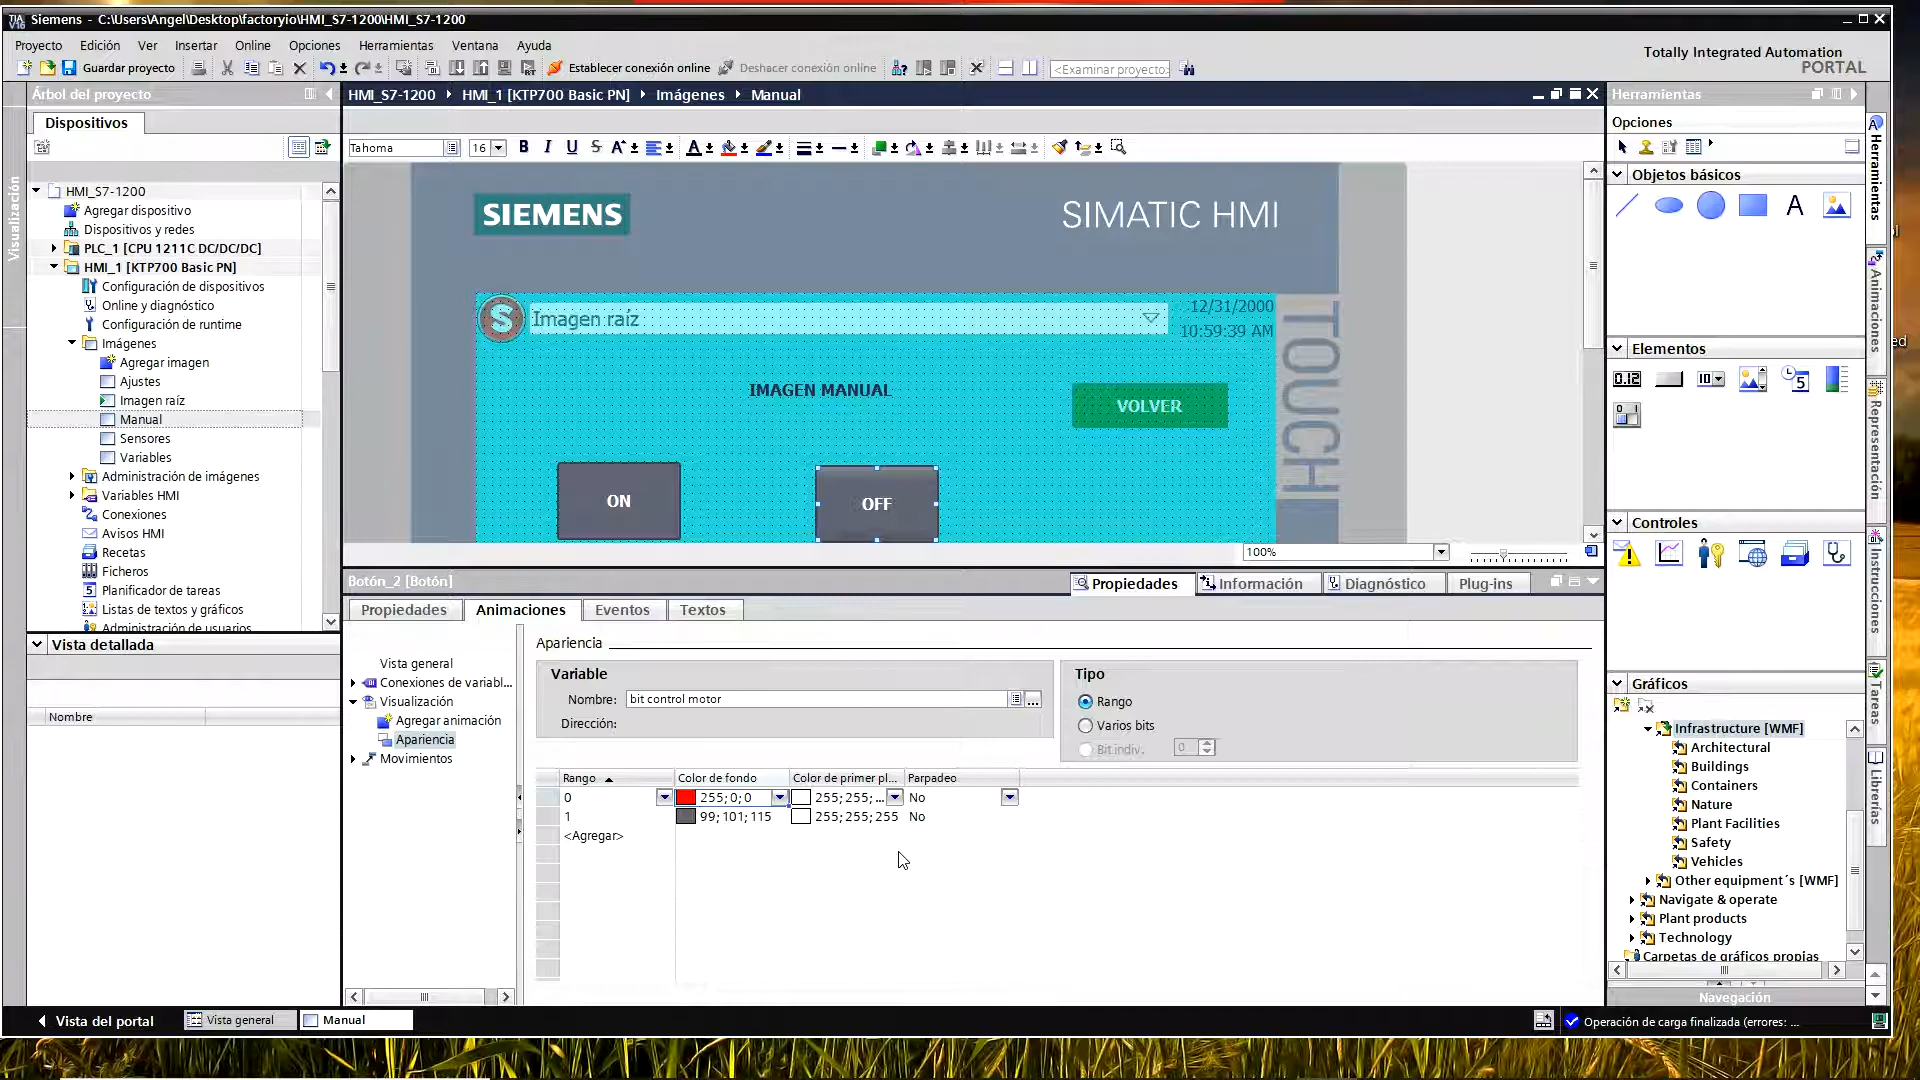 Siemens - C:\Users\Angel\Desktop\factoryio\HMI_S7-1200\HMI_S7-1200
Proyecto Edición Ver Insertar Online Opciones Herramientas Ventana Ayuda
Totally Integrated Automation
PORTAL
Guardar proyecto
Establecer conexión online
Deshacer conexión online
<Examinar proyecto>
Árbol del proyecto
HMI_S7-1200 HMI_1 [KTP700 Basic PN] Imágenes Manual
Herramientas
Dispositivos
Opciones
Tahoma 16 B I U S
Visualización
HMI_S7-1200
Agregar dispositivo
Dispositivos y redes
PLC_1 [CPU 1211C DC/DC/DC]
HMI_1 [KTP700 Basic PN]
Configuración de dispositivos
Online y diagnóstico
Configuración de runtime
Imágenes
Agregar imagen
Ajustes
Imagen raíz
Manual
Sensores
Variables
Administración de imágenes
Variables HMI
Conexiones
Avisos HMI
Recetas
Ficheros
Planificador de tareas
Listas de textos y gráficos
Administración de usuarios
Vista detallada
Nombre
SIEMENS
SIMATIC HMI
Imagen raíz
12/31/2000
10:59:39 AM
TOUCH
IMAGEN MANUAL
VOLVER
ON
OFF
100%
Botón_2 [Botón]
Propiedades Información Diagnóstico Plug-ins
Propiedades Animaciones Eventos Textos
Vista general
Conexiones de variabl...
Visualización
Agregar animación
Apariencia
Movimientos
Apariencia
Variable
Nombre: bit control motor
Dirección:
Tipo
Rango
Varios bits
Bit indiv. 0
Rango Color de fondo Color de primer pl... Parpadeo
0 255; 0; 0 255; 255; ... No
1 99; 101; 115 255; 255; 255 No
<Agregar>
Objetos básicos
Elementos
Controles
Gráficos
Infrastructure [WMF]
Architectural
Buildings
Containers
Nature
Plant Facilities
Safety
Vehicles
Other equipment´s [WMF]
Navigate & operate
Plant products
Technology
Carpetas de gráficos propias
Navegación
Herramientas
Animaciones
Representación
Instrucciones
Tareas
Librerías
Vista del portal
Vista general
Manual
Operación de carga finalizada (errores: ...